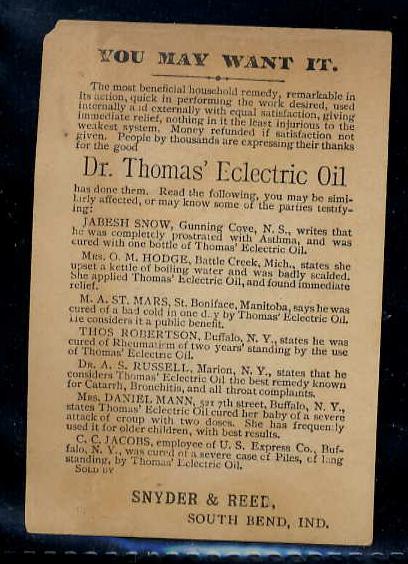 YOU MAY WANT IT.
The most beneficial household remedy, remarkable in
its action, quick in performing the work desired, used
internally and externally with equal satisfaction, giving
immediate relief, nothing in it the least injurious to the
weakest system. Money refunded if satisfaction not
given. People by thousands are expressing their thanks
for the good
Dr. Thomas' Eclectric Oil
has done them. Read the following, you may be simi-
larly affected, or may know some of the parties testify-
ing:
JABESH SNOW, Gunning Cove, N. S., writes that
he was completely prostrated with Asthma, and was
cured with one bottle of Thomas' Eclectric Oil.
Mrs. O. M. HODGE, Battle Creek, Mich., states she
upset a kettle of boiling water and was badly scalded.
She applied Thomas' Eclectric Oil, and found immediate
relief.
M. A. ST. MARS, St. Boniface, Manitoba, says he was
cured of a bad cold in one day by Thomas' Eclectric Oil.
He considers it a public benefit.
THOS ROBERTSON, Buffalo, N. Y., states he was
cured of Rheumatism of two years' standing by the use
of Thomas' Eclectric Oil.
Dr. A. S. RUSSELL, Marion, N. Y., states that he
considers Thomas' Eclectric Oil the best remedy known
for Catarrh, Bronchitis, and all throat complaints.
Mrs. DANIEL MANN, 521 7th street, Buffalo, N. Y.,
states Thomas' Eclectric Oil cured her baby of a severe
attack of croup with two doses. She has frequently
used it for older children, with best results.
C. C. JACOBS, employee of U. S. Express Co., Buf-
falo, N. Y., was cured of a severe case of Piles, of long
standing, by Thomas' Eclectric Oil.
SOLD BY
SNYDER & REED,
SOUTH BEND, IND.